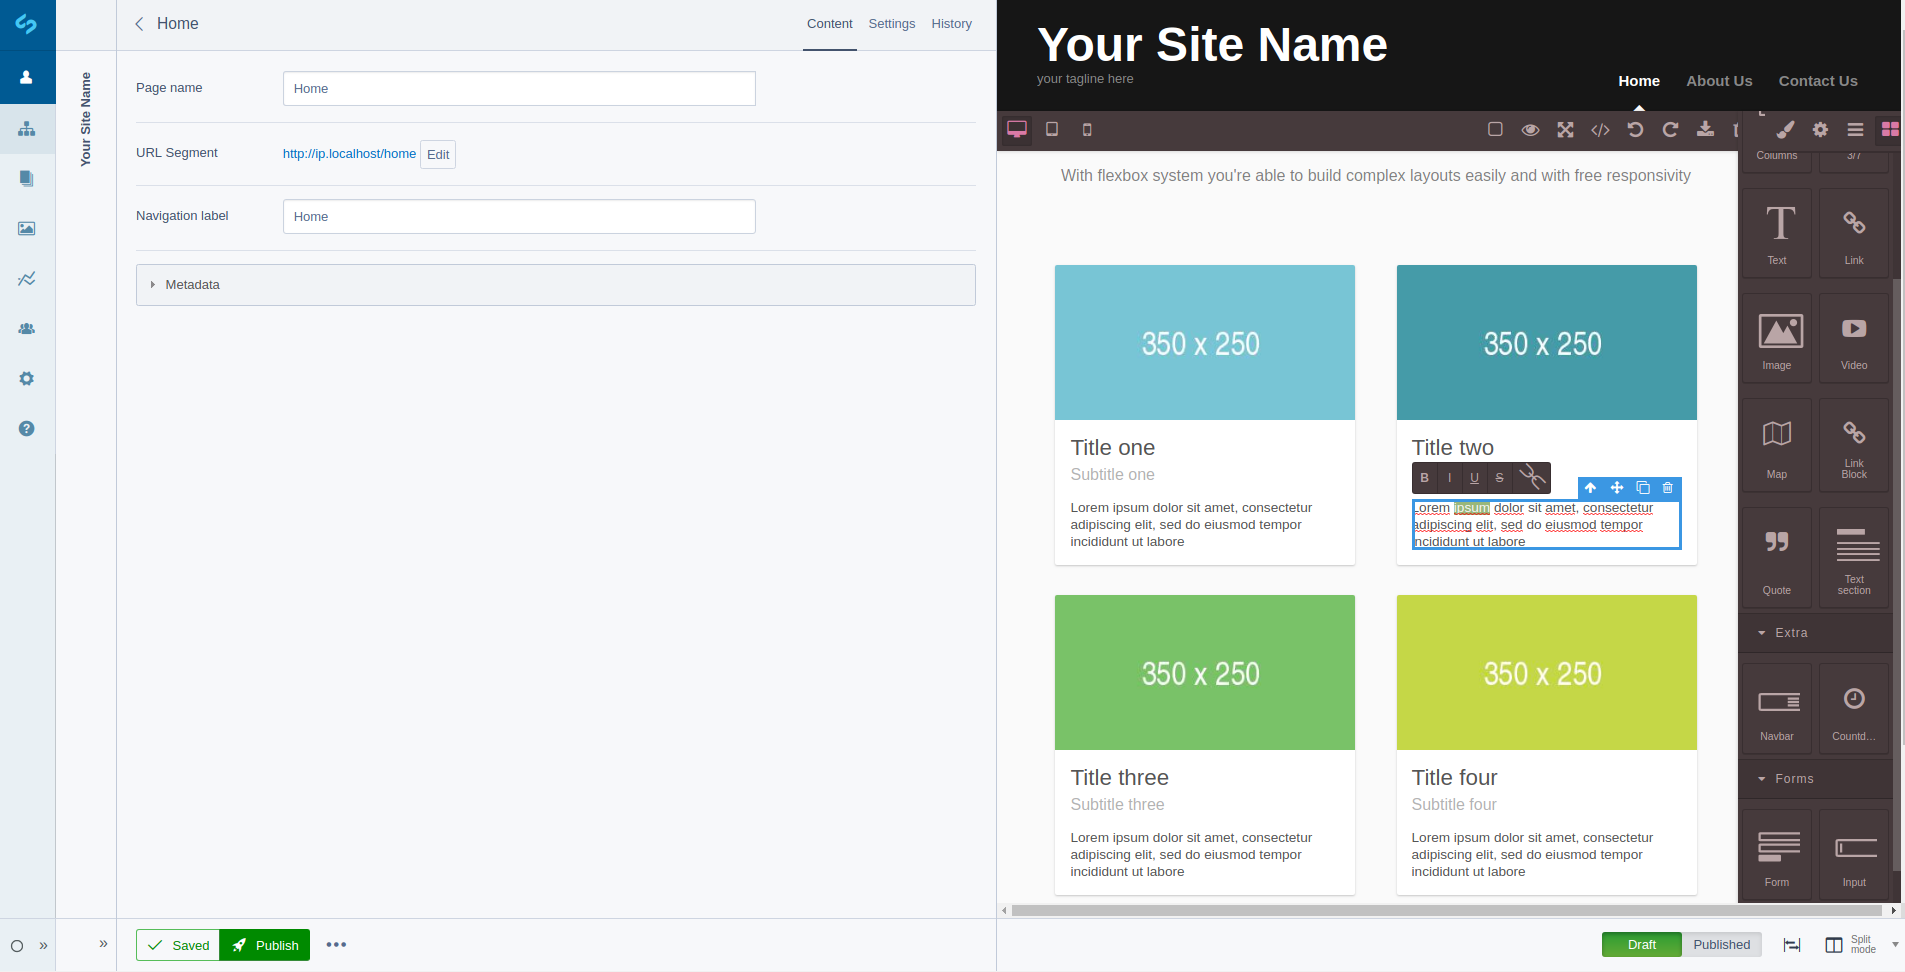 Home
Content Settings History
Your Site Name
Page name
Home
URL Segment
http://ip.localhost/home
Edit
Navigation label
Home
Metadata
Saved
Publish
Your Site Name
your tagline here
Home About Us Contact Us
With flexbox system you're able to build complex layouts easily and with free responsivity
350 x 250
Title one
Subtitle one
Lorem ipsum dolor sit amet, consectetur
adipiscing elit, sed do eiusmod tempor
incididunt ut labore
350 x 250
Title two
B I U S
Lorem ipsum dolor sit amet, consectetur
adipiscing elit, sed do eiusmod tempor
incididunt ut labore
350 x 250
Title three
Subtitle three
Lorem ipsum dolor sit amet, consectetur
adipiscing elit, sed do eiusmod tempor
incididunt ut labore
350 x 250
Title four
Subtitle four
Lorem ipsum dolor sit amet, consectetur
adipiscing elit, sed do eiusmod tempor
incididunt ut labore
Columns
3/7
Text
Link
Image
Video
Map
Link
Block
Quote
Text
section
Extra
Navbar
Countd...
Forms
Form
Input
Draft
Published
Split
mode